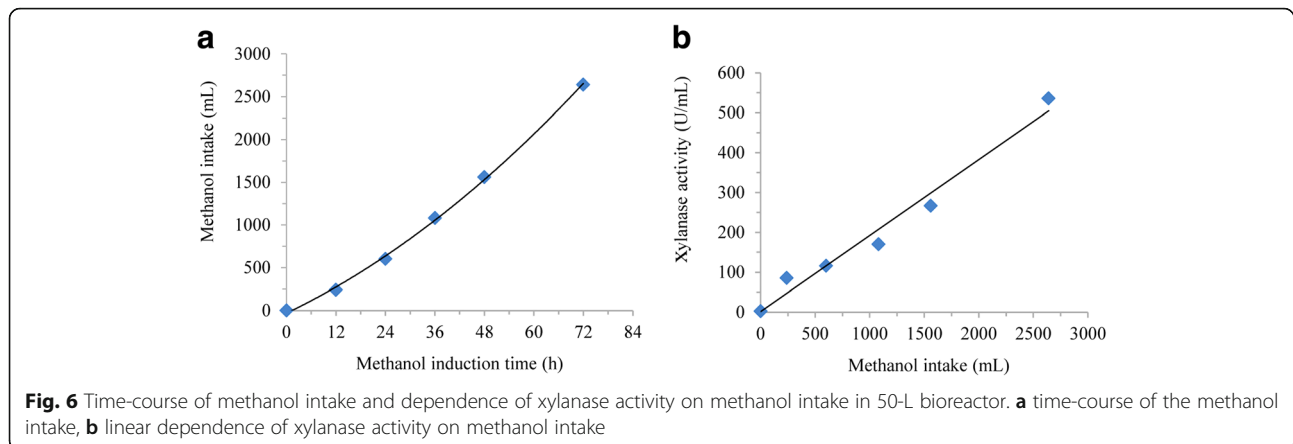 a
3000
2500
2000
1500
1000
500
0
Methanol intake (mL)
0 12 24 36 48 60 72 84
Methanol induction time (h)
b
600
500
400
300
200
100
0
Xylanase activity (U/mL)
0 500 1000 1500 2000 2500 3000
Methanol intake (mL)
Fig. 6 Time-course of methanol intake and dependence of xylanase activity on methanol intake in 50-L bioreactor. a time-course of the methanol
intake, b linear dependence of xylanase activity on methanol intake